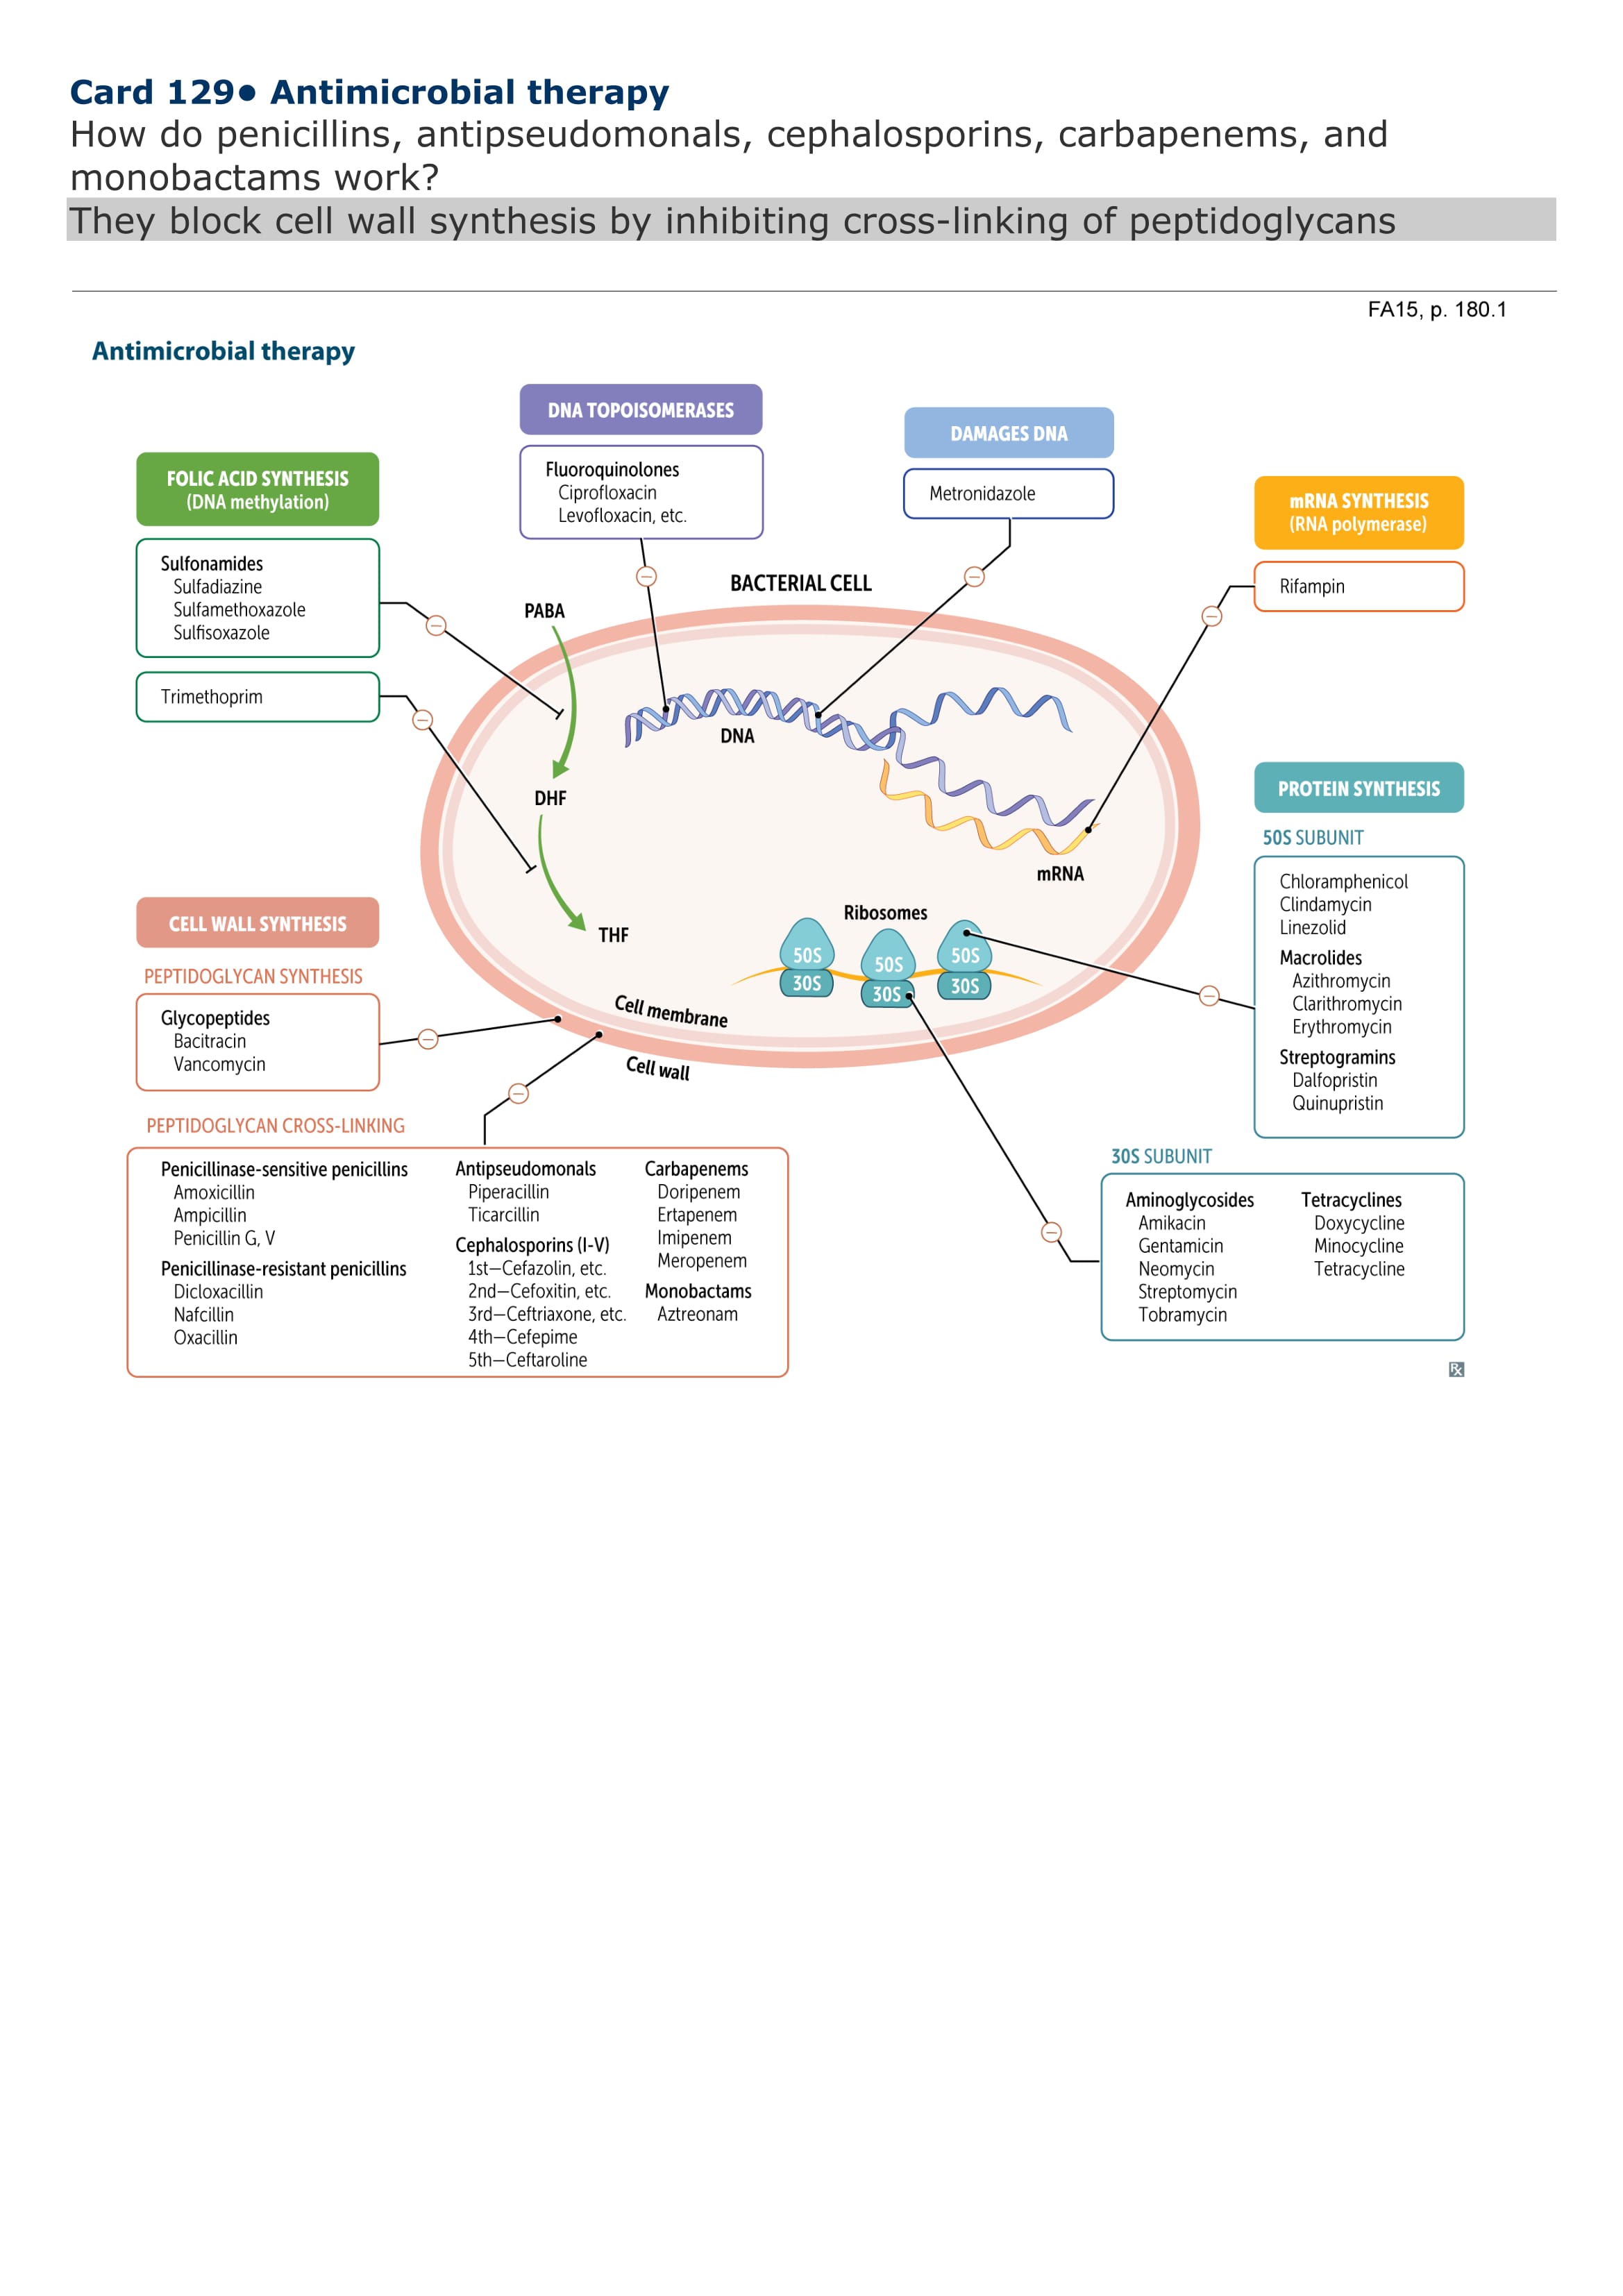 Card 129• Antimicrobial therapy
How do penicillins, antipseudomonals, cephalosporins, carbapenems, and
monobactams work?
They block cell wall synthesis by inhibiting cross-linking of peptidoglycans
FA15, p. 180.1
Antimicrobial therapy
DNA TOPOISOMERASES
Fluoroquinolones
Ciprofloxacin
Levofloxacin, etc.
DAMAGES DNA
Metronidazole
FOLIC ACID SYNTHESIS
(DNA methylation)
Sulfonamides
Sulfadiazine
Sulfamethoxazole
Sulfisoxazole
Trimethoprim
mRNA SYNTHESIS
(RNA polymerase)
Rifampin
BACTERIAL CELL
PABA
DNA
DHF
mRNA
THF
Ribosomes
50S
30S
50S
30S
50S
30S
Cell membrane
Cell wall
PROTEIN SYNTHESIS
50S SUBUNIT
Chloramphenicol
Clindamycin
Linezolid
Macrolides
Azithromycin
Clarithromycin
Erythromycin
Streptogramins
Dalfopristin
Quinupristin
CELL WALL SYNTHESIS
PEPTIDOGLYCAN SYNTHESIS
Glycopeptides
Bacitracin
Vancomycin
PEPTIDOGLYCAN CROSS-LINKING
Penicillinase-sensitive penicillins
Amoxicillin
Ampicillin
Penicillin G, V
Penicillinase-resistant penicillins
Dicloxacillin
Nafcillin
Oxacillin
Antipseudomonals
Piperacillin
Ticarcillin
Cephalosporins (I-V)
1st—Cefazolin, etc.
2nd—Cefoxitin, etc.
3rd—Ceftriaxone, etc.
4th—Cefepime
5th—Ceftaroline
Carbapenems
Doripenem
Ertapenem
Imipenem
Meropenem
Monobactams
Aztreonam
30S SUBUNIT
Aminoglycosides
Amikacin
Gentamicin
Neomycin
Streptomycin
Tobramycin
Tetracyclines
Doxycycline
Minocycline
Tetracycline
Rx